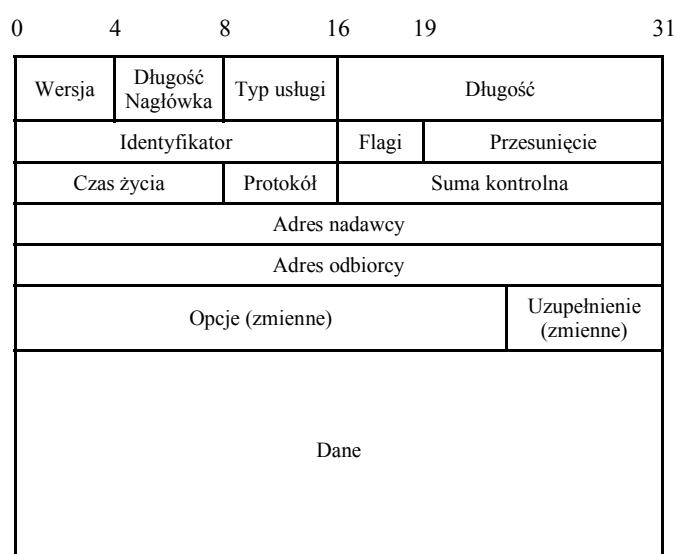 0 4 8 16 19 31
Wersja
Długość
Nagłówka
Typ usługi
Długość
Identyfikator
Flagi
Przesunięcie
Czas życia
Protokół
Suma kontrolna
Adres nadawcy
Adres odbiorcy
Opcje (zmienne)
Uzupełnienie
(zmienne)
Dane